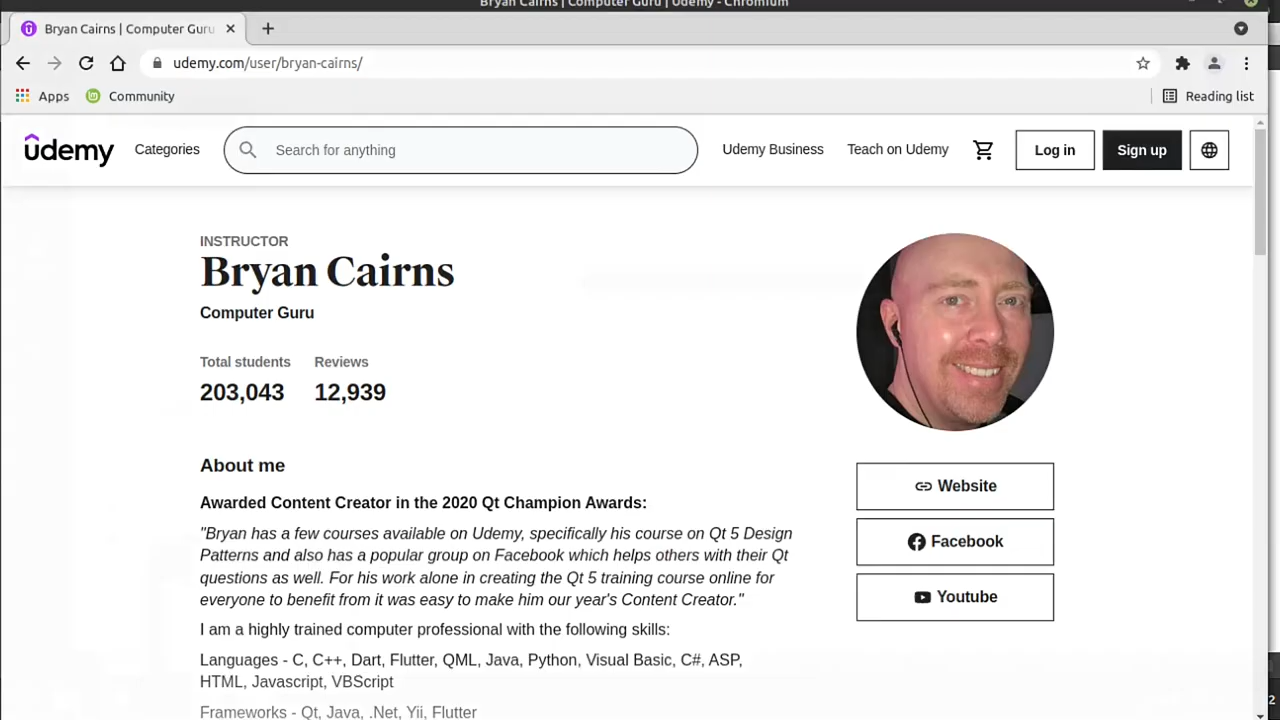 Bryan Cairns | Computer Guru | Udemy - Chromium
Bryan Cairns | Computer Guru
udemy.com/user/bryan-cairns/
Apps Community Reading list
udemy Categories Search for anything Udemy Business Teach on Udemy Log in Sign up
INSTRUCTOR
Bryan Cairns
Computer Guru
Total students Reviews
203,043 12,939
About me
Awarded Content Creator in the 2020 Qt Champion Awards:
"Bryan has a few courses available on Udemy, specifically his course on Qt 5 Design
Patterns and also has a popular group on Facebook which helps others with their Qt
questions as well. For his work alone in creating the Qt 5 training course online for
everyone to benefit from it was easy to make him our year's Content Creator."
I am a highly trained computer professional with the following skills:
Languages - C, C++, Dart, Flutter, QML, Java, Python, Visual Basic, C#, ASP,
HTML, Javascript, VBScript
Frameworks - Qt, Java, .Net, Yii, Flutter
Website
Facebook
Youtube
2